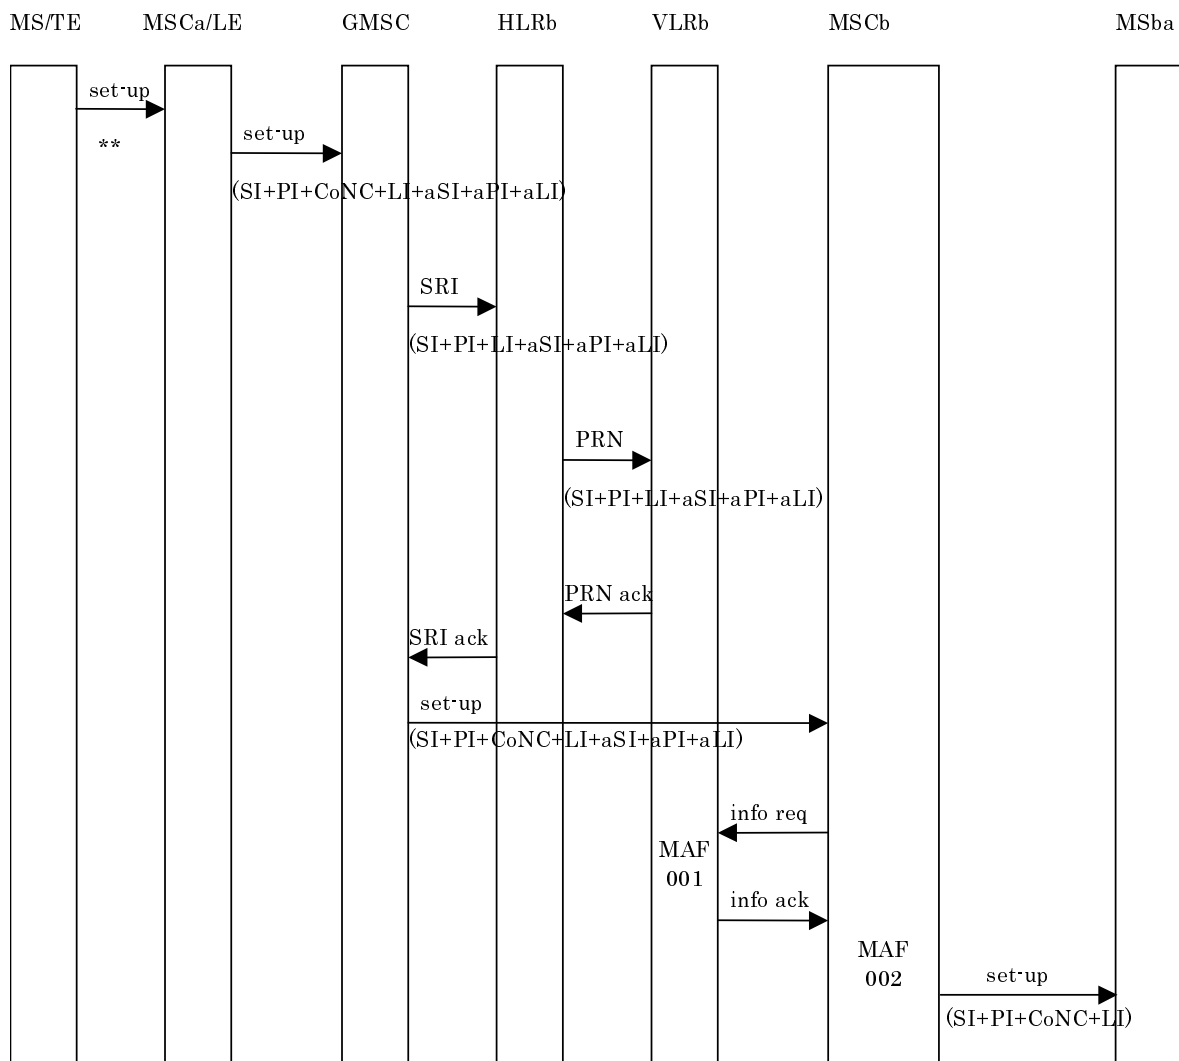 MS/TE MSCa/LE GMSC HLRb VLRb MSCb MSba
set-up
**
set-up
(SI+PI+CoNC+LI+aSI+aPI+aLI)
SRI
(SI+PI+LI+aSI+aPI+aLI)
PRN
(SI+PI+LI+aSI+aPI+aLI)
PRN ack
SRI ack
set-up
(SI+PI+CoNC+LI+aSI+aPI+aLI)
info req
MAF
001
info ack
MAF
002
set-up
(SI+PI+CoNC+LI)